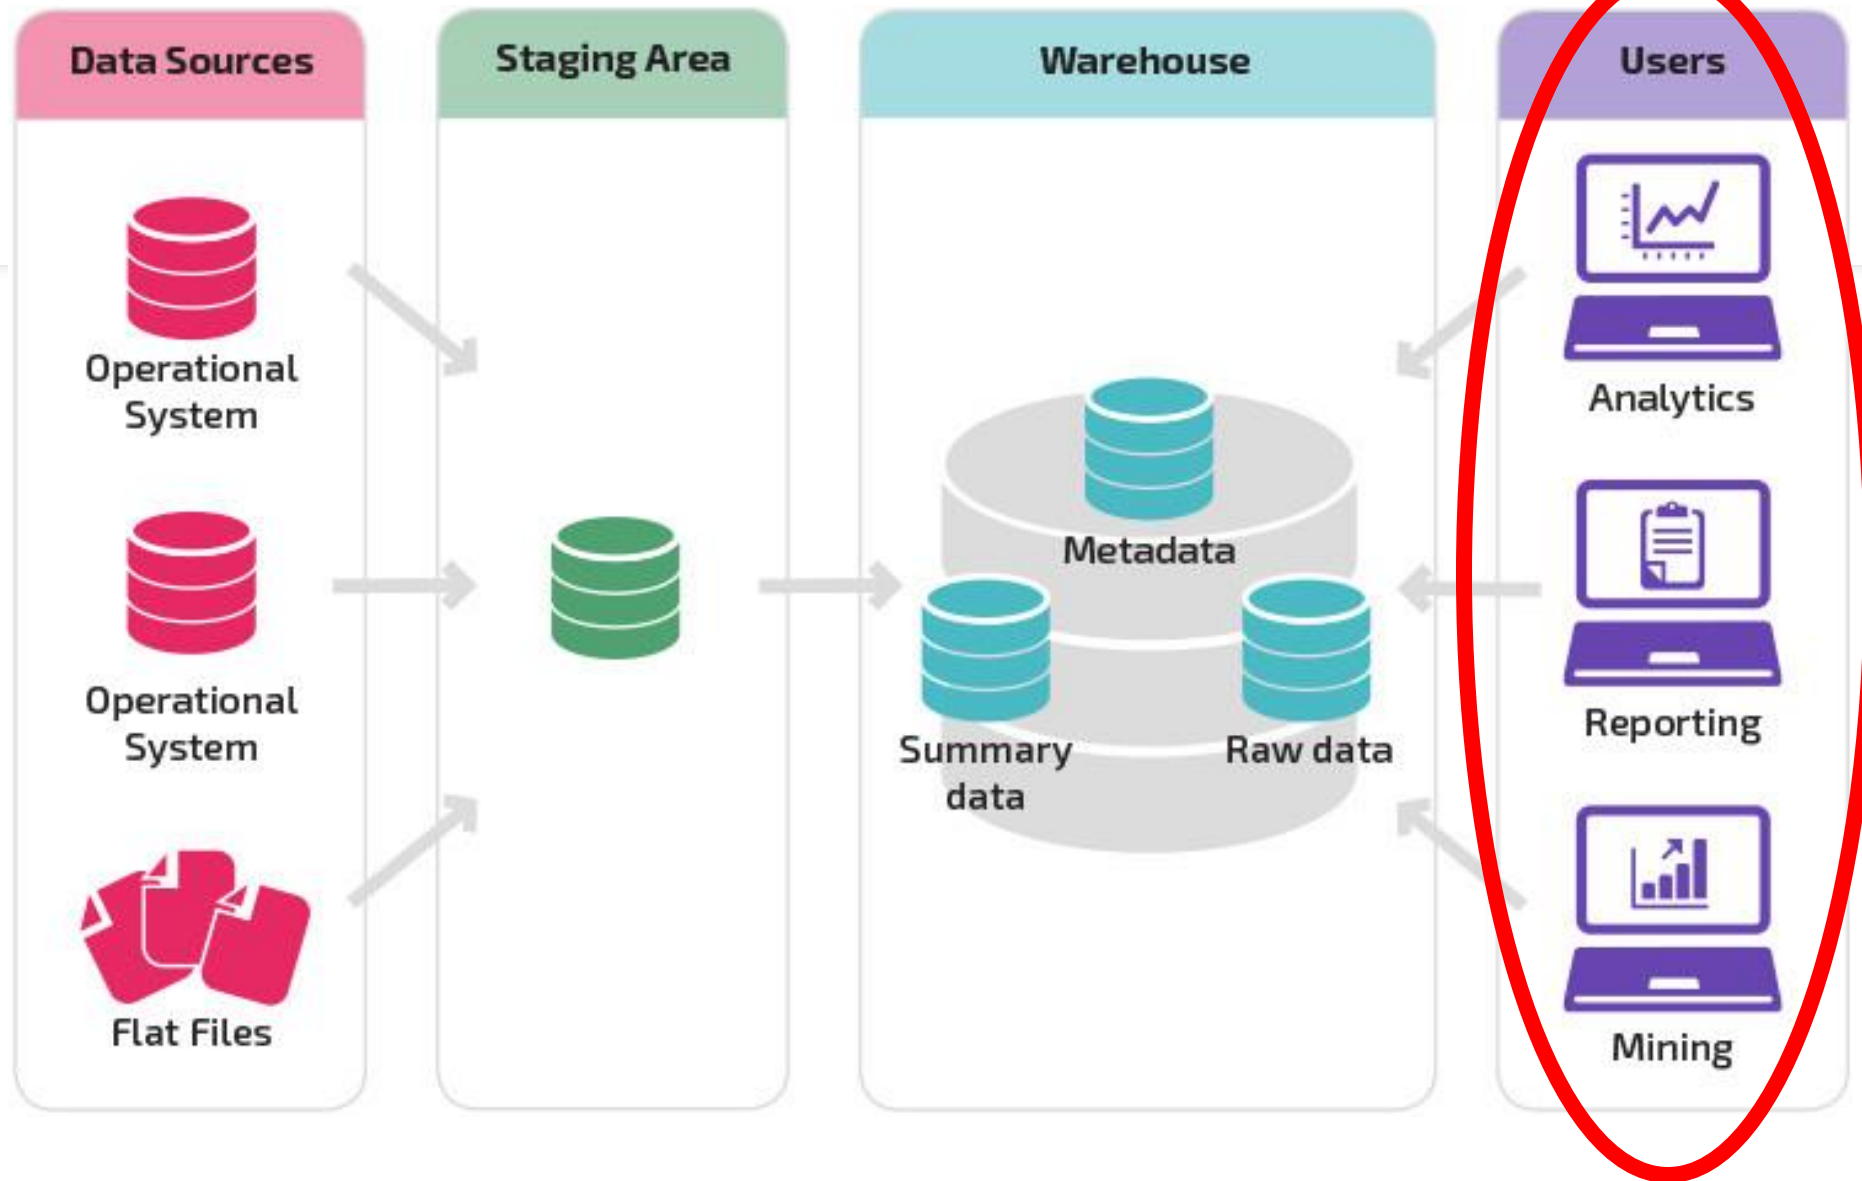 Data Sources
Operational
System
Operational
System
Flat Files
Staging Area
Warehouse
Metadata
Summary
data
Raw data
Users
Analytics
Reporting
Mining